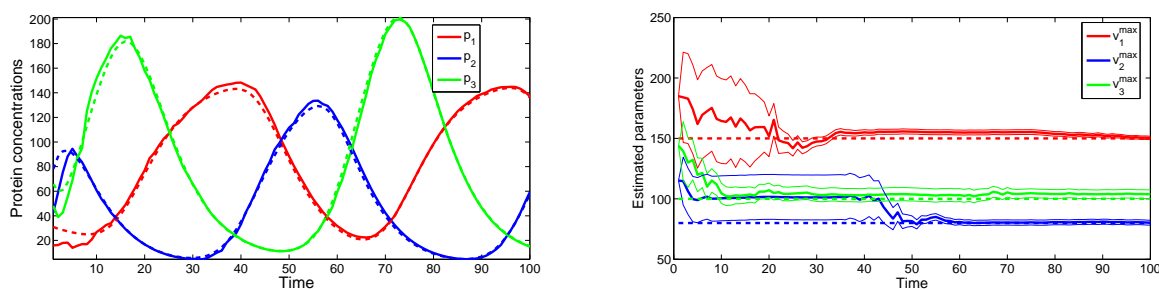 Protein concentrations
200
180
160
140
120
100
80
60
40
20
10 20 30 40 50 60 70 80 90 100
Time
p1
p2
p3
Estimated parameters
250
200
150
100
50
0 10 20 30 40 50 60 70 80 90 100
Time
v1max
v2max
v3max